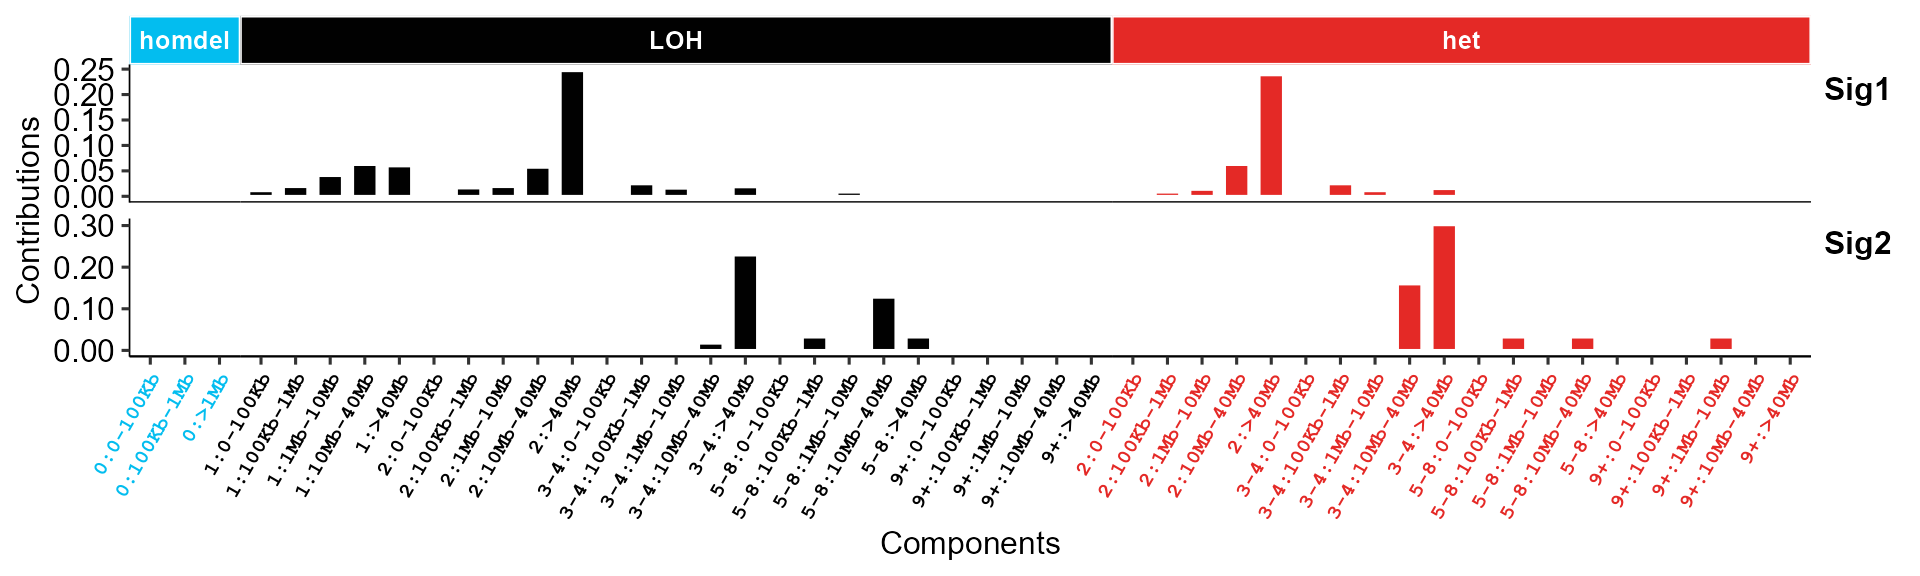 homdel
LOH
het
Contributions
0.25
0.20
0.15
0.10
0.05
0.00
Sig1
0.30
0.20
0.10
0.00
Sig2
0:0-100Kb
0:100Kb-1Mb
0:>1Mb
1:0-100Kb
1:100Kb-1Mb
1:1Mb-10Mb
1:10Mb-40Mb
1:>40Mb
2:0-100Kb
2:100Kb-1Mb
2:1Mb-10Mb
2:10Mb-40Mb
2:>40Mb
3-4:0-100Kb
3-4:100Kb-1Mb
3-4:1Mb-10Mb
3-4:10Mb-40Mb
3-4:>40Mb
5-8:0-100Kb
5-8:100Kb-1Mb
5-8:1Mb-10Mb
5-8:10Mb-40Mb
5-8:>40Mb
9+:0-100Kb
9+:100Kb-1Mb
9+:1Mb-10Mb
9+:10Mb-40Mb
9+:>40Mb
2:0-100Kb
2:100Kb-1Mb
2:1Mb-10Mb
2:10Mb-40Mb
2:>40Mb
3-4:0-100Kb
3-4:100Kb-1Mb
3-4:1Mb-10Mb
3-4:10Mb-40Mb
3-4:>40Mb
5-8:0-100Kb
5-8:100Kb-1Mb
5-8:1Mb-10Mb
5-8:10Mb-40Mb
5-8:>40Mb
9+:0-100Kb
9+:100Kb-1Mb
9+:1Mb-10Mb
9+:10Mb-40Mb
9+:>40Mb
Components